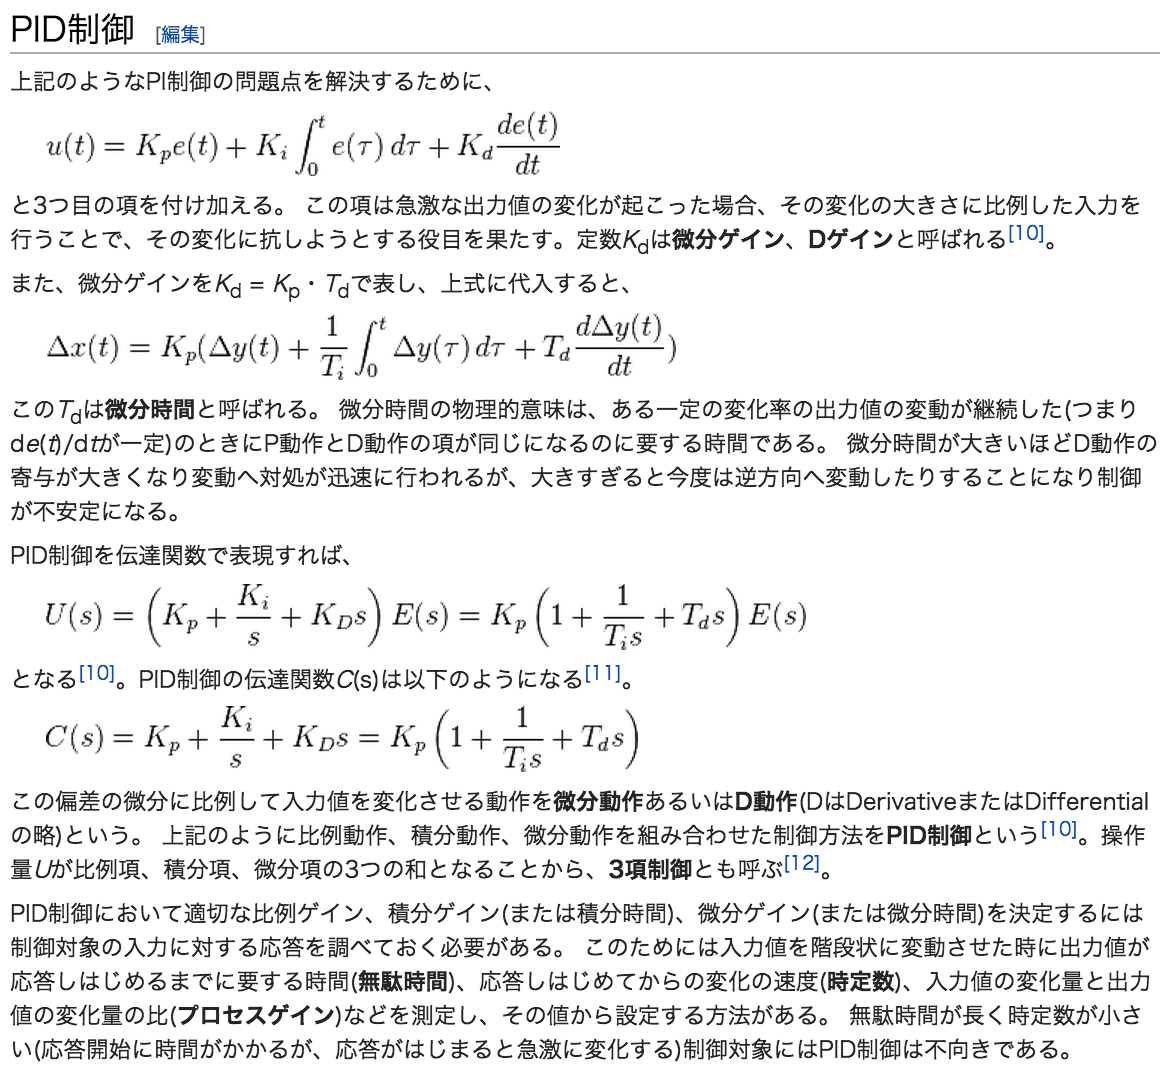 PID制御 [編集]
上記のようなPI制御の問題点を解決するために、
u(t) = K_p e(t) + K_i ∫_0^t e(τ) dτ + K_d de(t)/dt
と3つ目の項を付け加える。 この項は急激な出力値の変化が起こった場合、その変化の大きさに比例した入力を
行うことで、その変化に抗しようとする役目を果たす。定数Kdは微分ゲイン、Dゲインと呼ばれる[10]。
また、微分ゲインをKd = Kp · Tdで表し、上式に代入すると、
Δx(t) = K_p(Δy(t) + 1/T_i ∫_0^t Δy(τ) dτ + T_d dΔy(t)/dt)
このTdは微分時間と呼ばれる。 微分時間の物理的意味は、ある一定の変化率の出力値の変動が継続した(つまり
de(t)/dtが一定)のときにP動作とD動作の項が同じになるのに要する時間である。 微分時間が大きいほどD動作の
寄与が大きくなり変動へ対処が迅速に行われるが、大きすぎると今度は逆方向へ変動したりすることになり制御
が不安定になる。
PID制御を伝達関数で表現すれば、
U(s) = (K_p + K_i/s + K_D s) E(s) = K_p (1 + 1/(T_i s) + T_d s) E(s)
となる[10]。PID制御の伝達関数C(s)は以下のようになる[11]。
C(s) = K_p + K_i/s + K_D s = K_p (1 + 1/(T_i s) + T_d s)
この偏差の微分に比例して入力値を変化させる動作を微分動作あるいはD動作(DはDerivativeまたはDifferential
の略)という。 上記のように比例動作、積分動作、微分動作を組み合わせた制御方法をPID制御という[10]。操作
量Uが比例項、積分項、微分項の3つの和となることから、3項制御とも呼ぶ[12]。
PID制御において適切な比例ゲイン、積分ゲイン(または積分時間)、微分ゲイン(または微分時間)を決定するには
制御対象の入力に対する応答を調べておく必要がある。 このためには入力値を階段状に変動させた時に出力値が
応答しはじめるまでに要する時間(無駄時間)、応答しはじめてからの変化の速度(時定数)、入力値の変化量と出力
値の変化量の比(プロセスゲイン)などを測定し、その値から設定する方法がある。 無駄時間が長く時定数が小さ
い(応答開始に時間がかかるが、応答がはじまると急激に変化する)制御対象にはPID制御は不向きである。